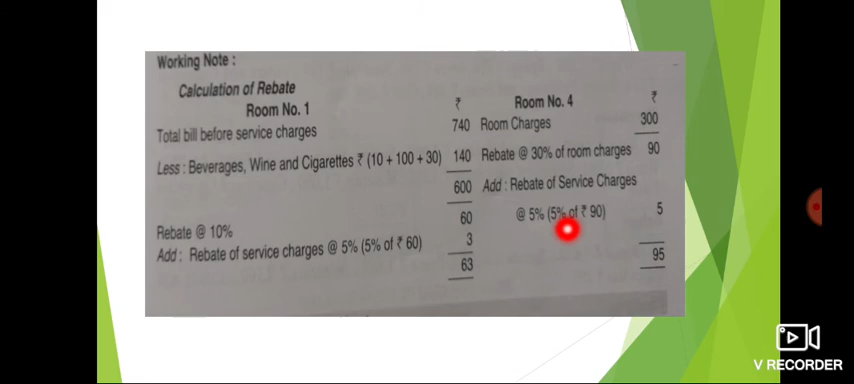 Working Note :
Calculation of Rebate
Room No. 1
₹
Total bill before service charges 740
Less : Beverages, Wine and Cigarettes ₹ (10 + 100 + 30) 140
600
Rebate @ 10% 60
Add : Rebate of service charges @ 5% (5% of ₹ 60) 3
63
Room No. 4
₹
Room Charges 300
Rebate @ 30% of room charges 90
Add : Rebate of Service Charges
@ 5% (5% of ₹ 90) 5
95
V RECORDER